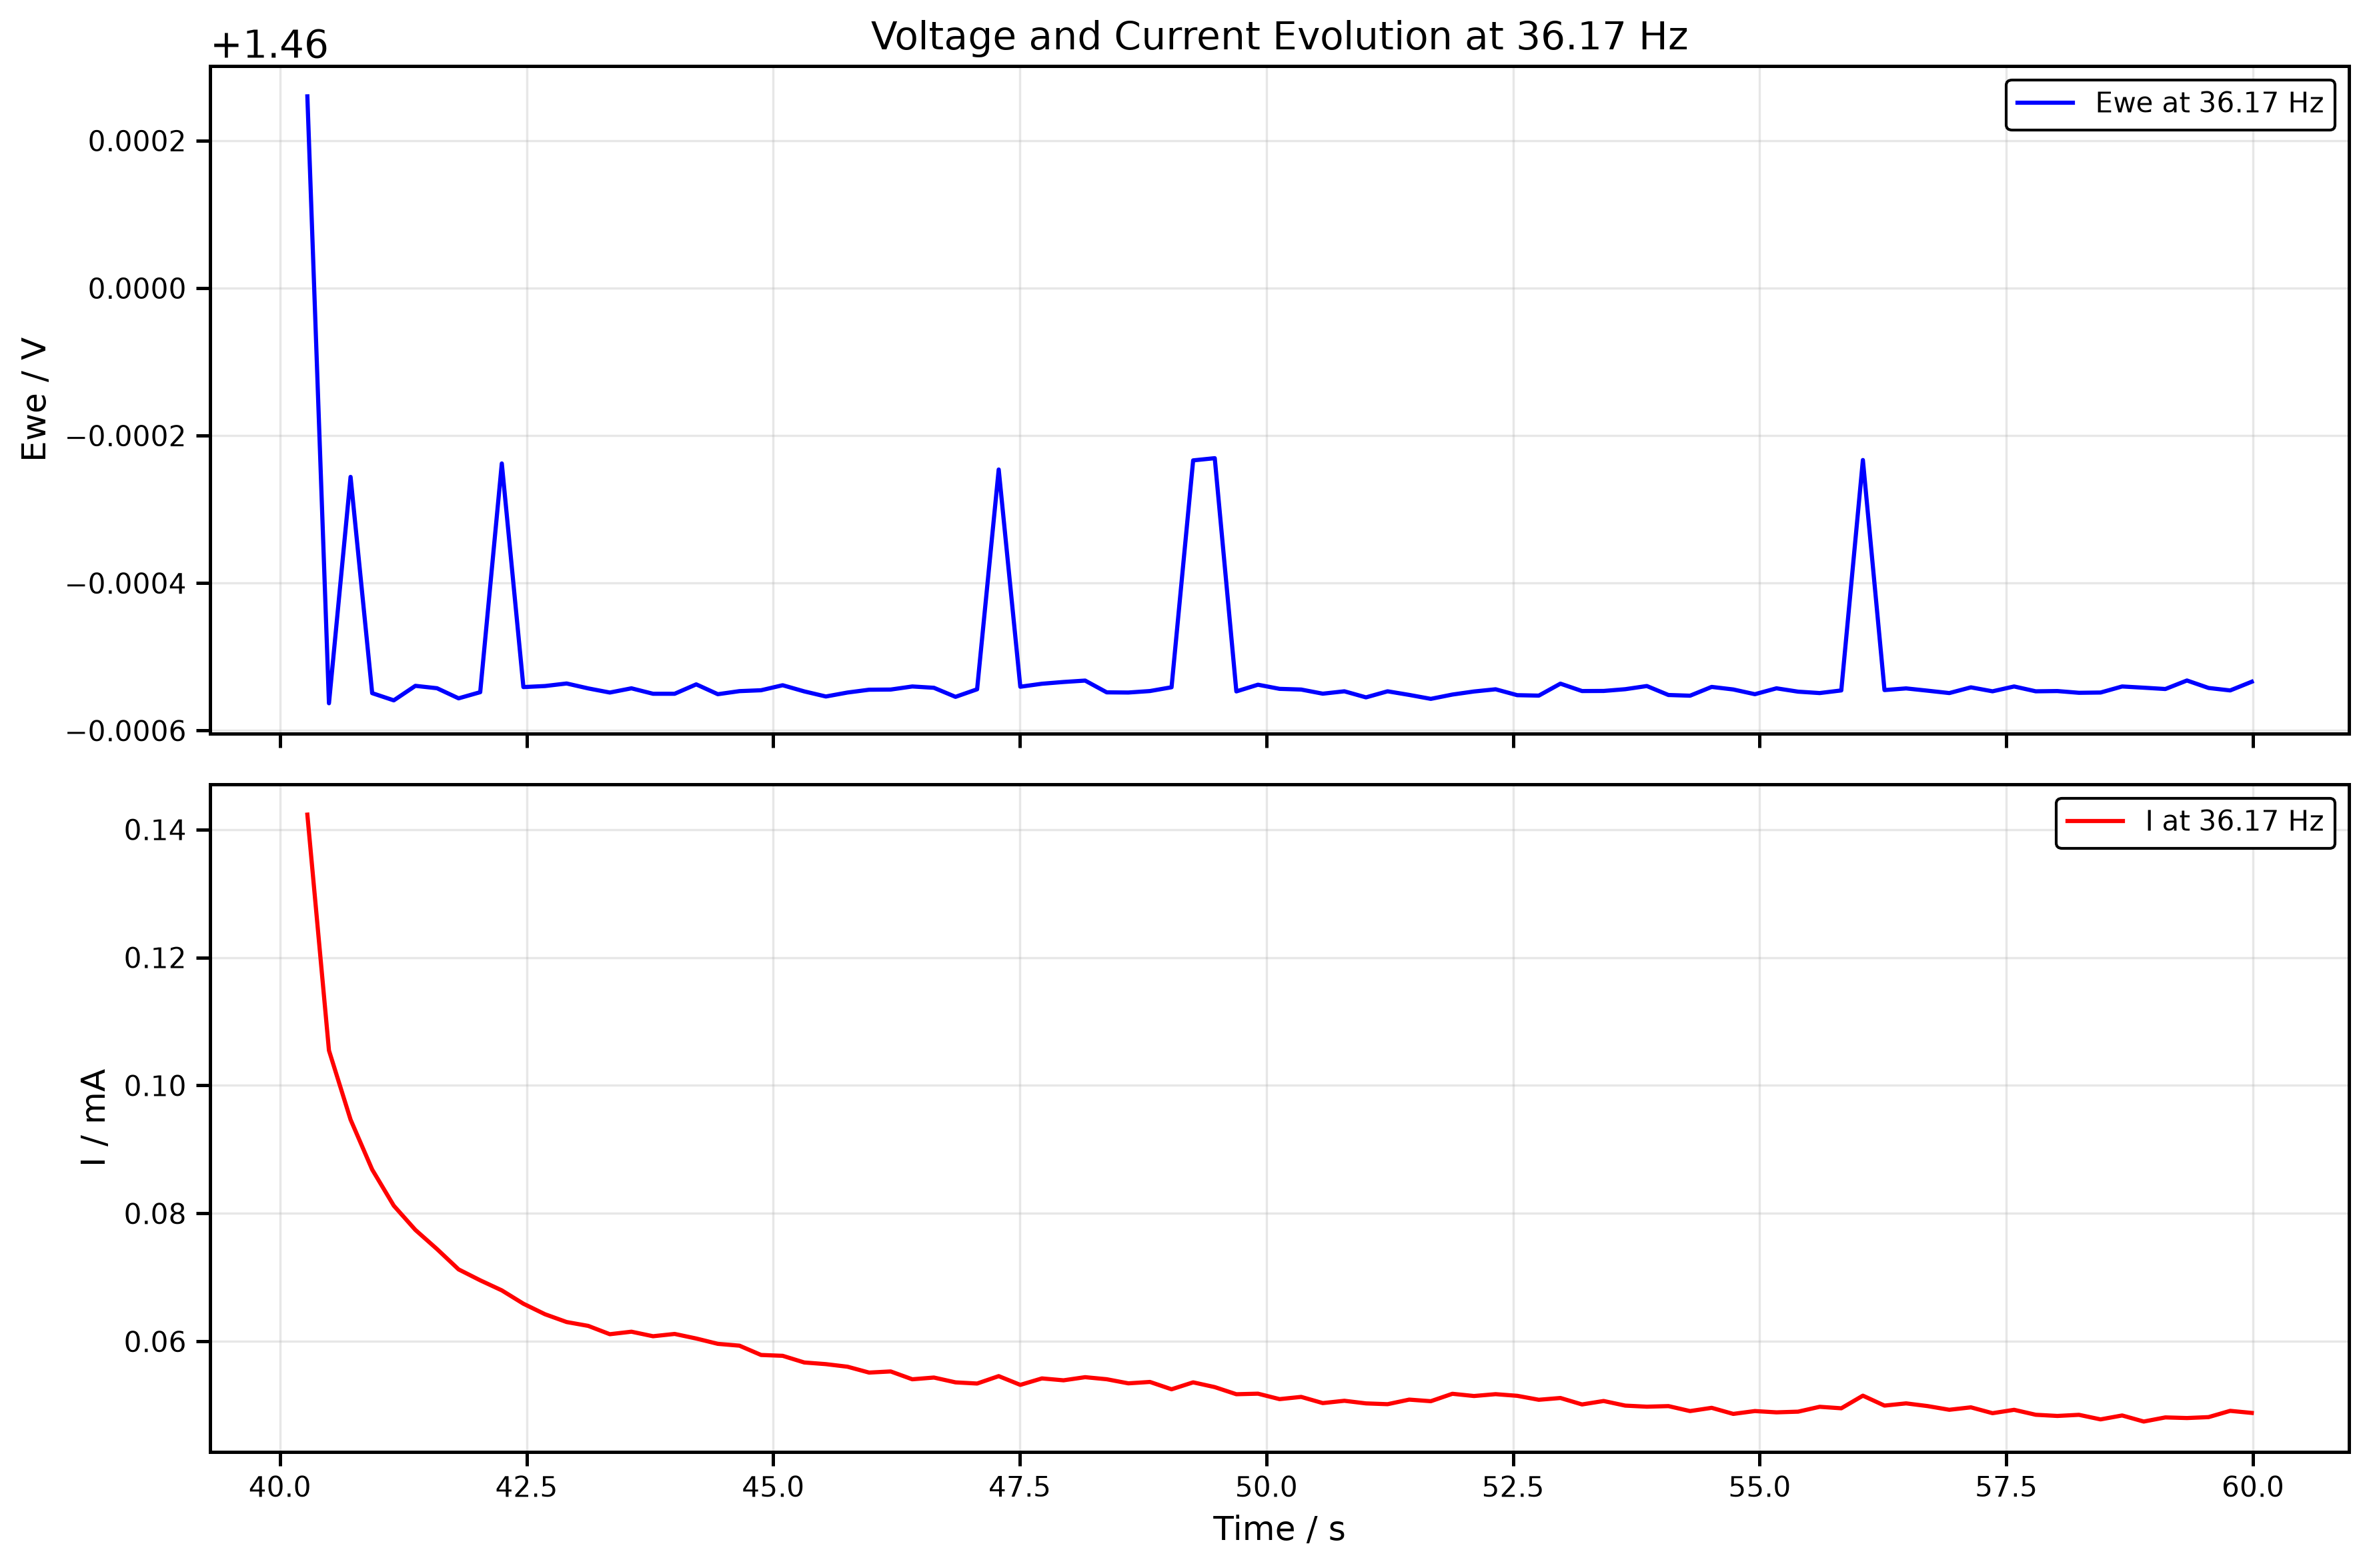 Voltage and Current Evolution at 36.17 Hz
+1.46
Ewe at 36.17 Hz
0.0002
0.0000
−0.0002
−0.0004
−0.0006
Ewe / V
I at 36.17 Hz
0.14
0.12
0.10
0.08
0.06
I / mA
40.0 42.5 45.0 47.5 50.0 52.5 55.0 57.5 60.0
Time / s